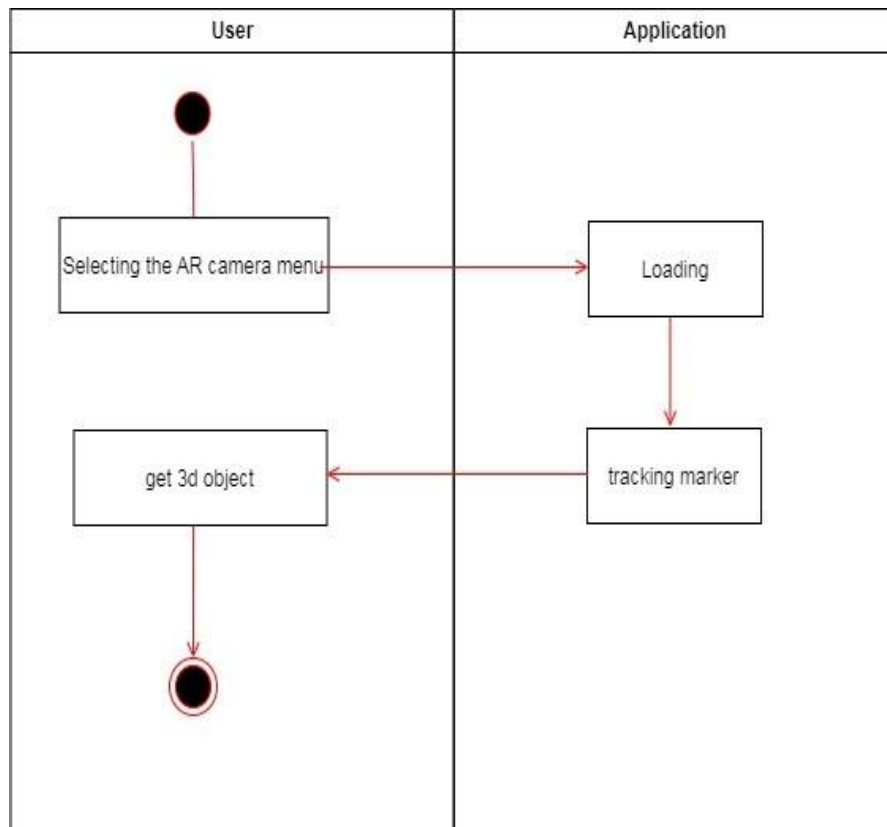 User
Application
Selecting the AR camera menu
Loading
tracking marker
get 3d object